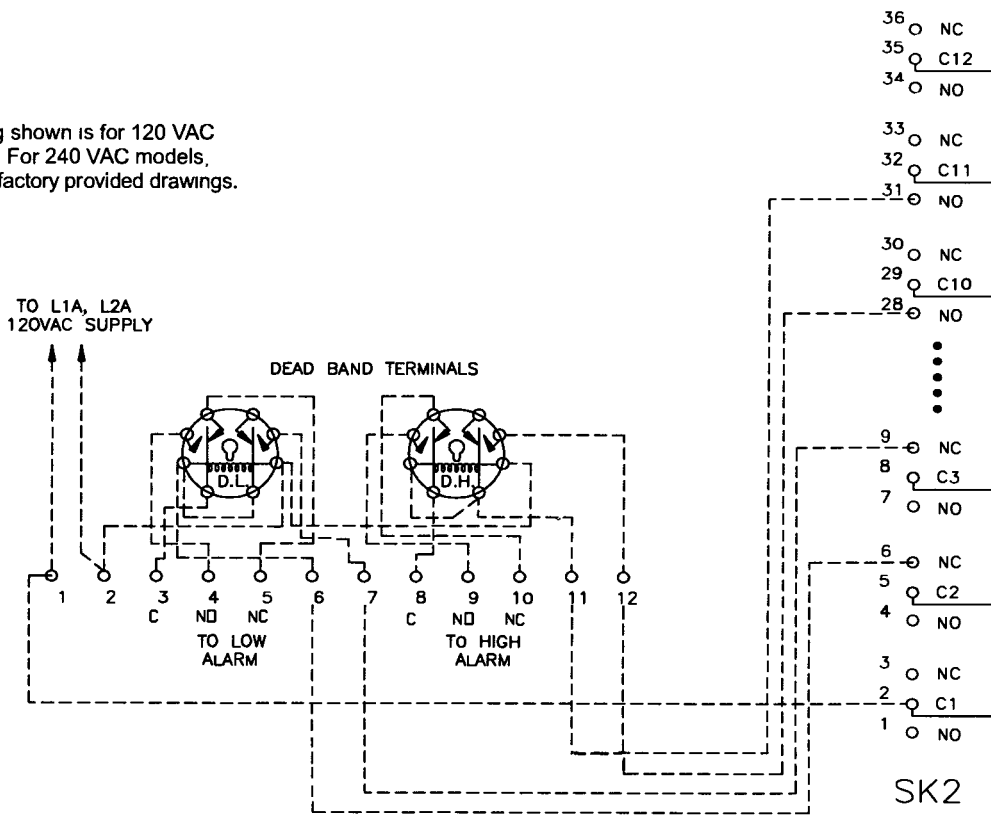 g shown is for 120 VAC
For 240 VAC models,
factory provided drawings.
TO L1A, L2A
120VAC SUPPLY
DEAD BAND TERMINALS
D.L.
D.H.
1 2 3 4 5 6 7 8 9 10 11 12
C NO NC C NO NC
TO LOW
ALARM
TO HIGH
ALARM
36 NC
35 C12
34 NO
33 NC
32 C11
31 NO
30 NC
29 C10
28 NO
9 NC
8 C3
7 NO
6 NC
5 C2
4 NO
3 NC
2 C1
1 NO
SK2